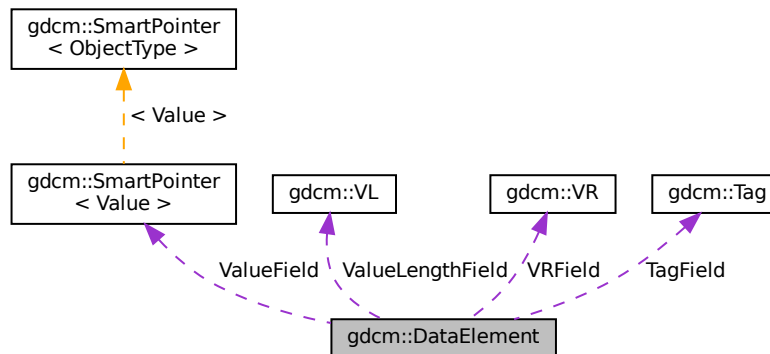 gdcm::SmartPointer
< ObjectType >
< Value >
gdcm::SmartPointer
< Value >
gdcm::VL
gdcm::VR
gdcm::Tag
ValueField
ValueLengthField
VRField
TagField
gdcm::DataElement